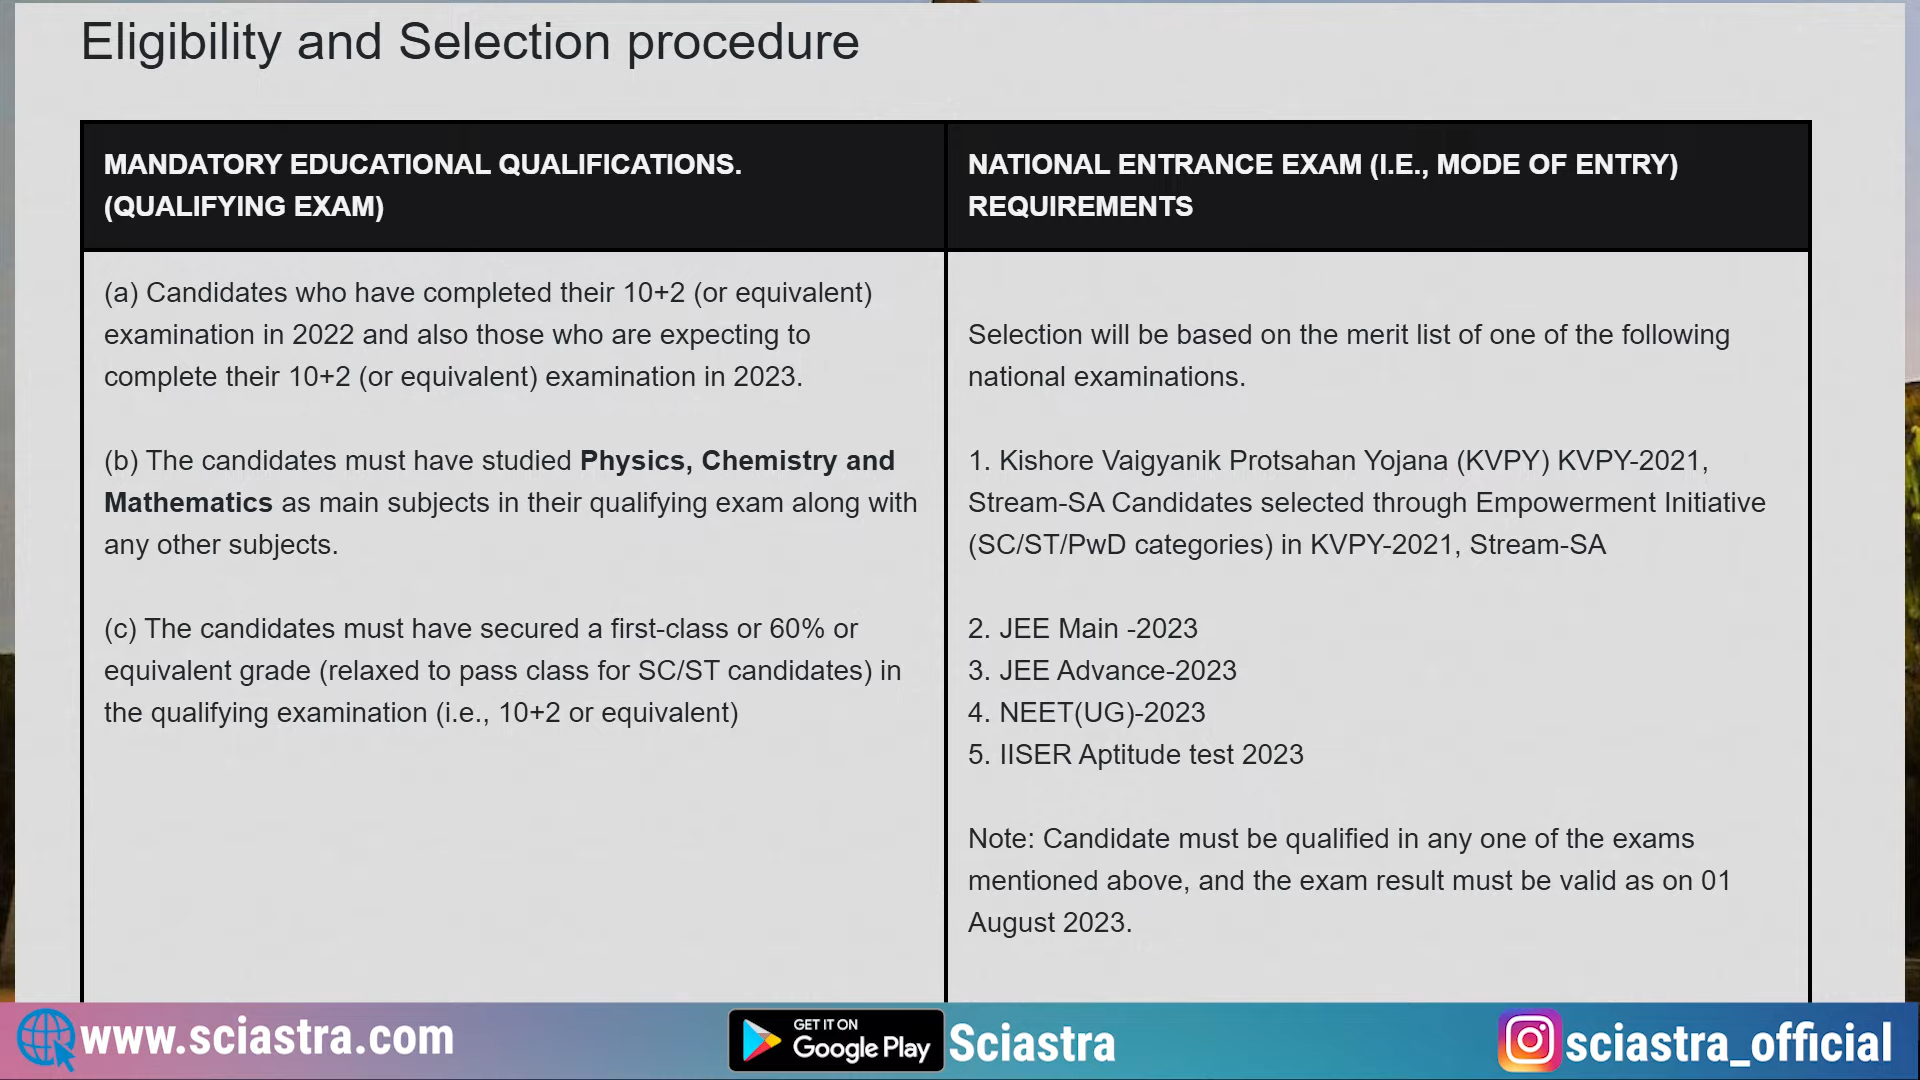 Eligibility and Selection procedure
MANDATORY EDUCATIONAL QUALIFICATIONS.
(QUALIFYING EXAM)
(a) Candidates who have completed their 10+2 (or equivalent)
examination in 2022 and also those who are expecting to
complete their 10+2 (or equivalent) examination in 2023.
(b) The candidates must have studied Physics, Chemistry and
Mathematics as main subjects in their qualifying exam along with
any other subjects.
(c) The candidates must have secured a first-class or 60% or
equivalent grade (relaxed to pass class for SC/ST candidates) in
the qualifying examination (i.e., 10+2 or equivalent)
NATIONAL ENTRANCE EXAM (I.E., MODE OF ENTRY)
REQUIREMENTS
Selection will be based on the merit list of one of the following
national examinations.
1. Kishore Vaigyanik Protsahan Yojana (KVPY) KVPY-2021,
Stream-SA Candidates selected through Empowerment Initiative
(SC/ST/PwD categories) in KVPY-2021, Stream-SA
2. JEE Main -2023
3. JEE Advance-2023
4. NEET(UG)-2023
5. IISER Aptitude test 2023
Note: Candidate must be qualified in any one of the exams
mentioned above, and the exam result must be valid as on 01
August 2023.
www.sciastra.com
GET IT ON
Google Play
Sciastra
sciastra_official